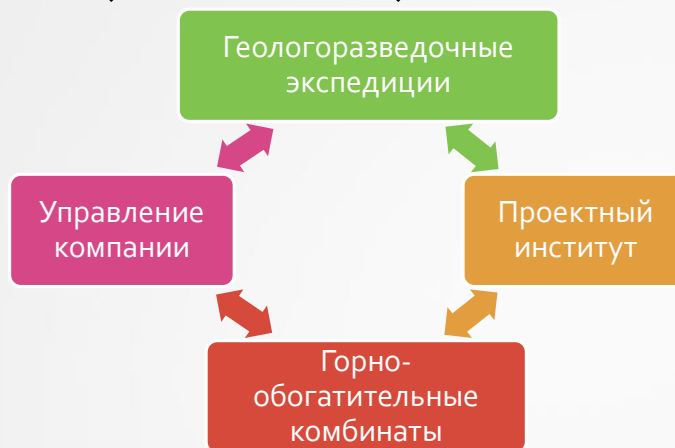 Геологоразведочные
экспедиции
Управление
компании
Проектный
институт
Горно-
обогатительные
комбинаты